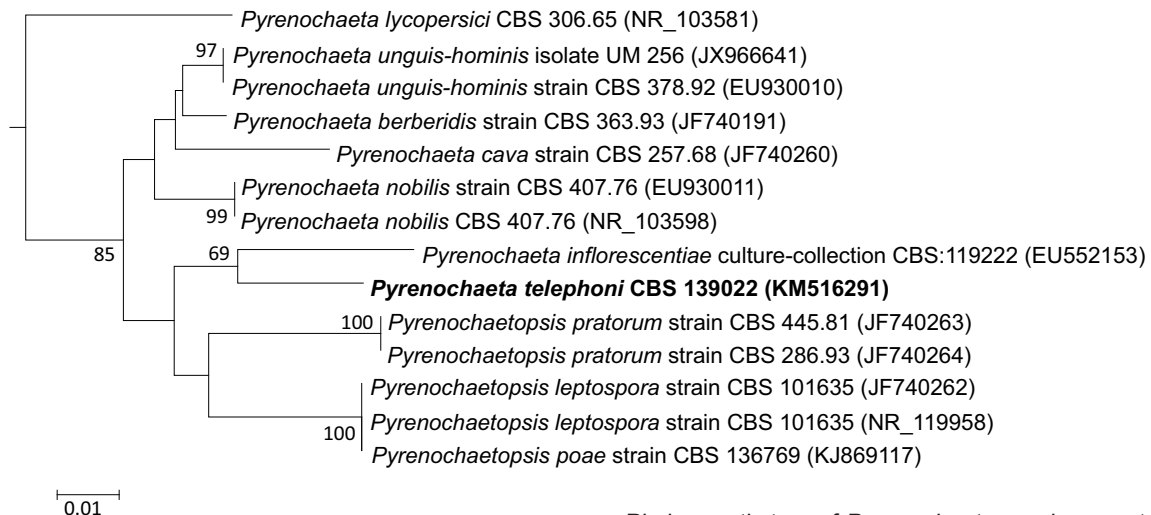 Pyrenochaeta lycopersici CBS 306.65 (NR_103581)
97
Pyrenochaeta unguis-hominis isolate UM 256 (JX966641)
Pyrenochaeta unguis-hominis strain CBS 378.92 (EU930010)
Pyrenochaeta berberidis strain CBS 363.93 (JF740191)
Pyrenochaeta cava strain CBS 257.68 (JF740260)
Pyrenochaeta nobilis strain CBS 407.76 (EU930011)
99
Pyrenochaeta nobilis CBS 407.76 (NR_103598)
85
69
Pyrenochaeta inflorescentiae culture-collection CBS:119222 (EU552153)
Pyrenochaeta telephoni CBS 139022 (KM516291)
100
Pyrenochaetopsis pratorum strain CBS 445.81 (JF740263)
Pyrenochaetopsis pratorum strain CBS 286.93 (JF740264)
Pyrenochaetopsis leptospora strain CBS 101635 (JF740262)
Pyrenochaetopsis leptospora strain CBS 101635 (NR_119958)
100
Pyrenochaetopsis poae strain CBS 136769 (KJ869117)
0.01